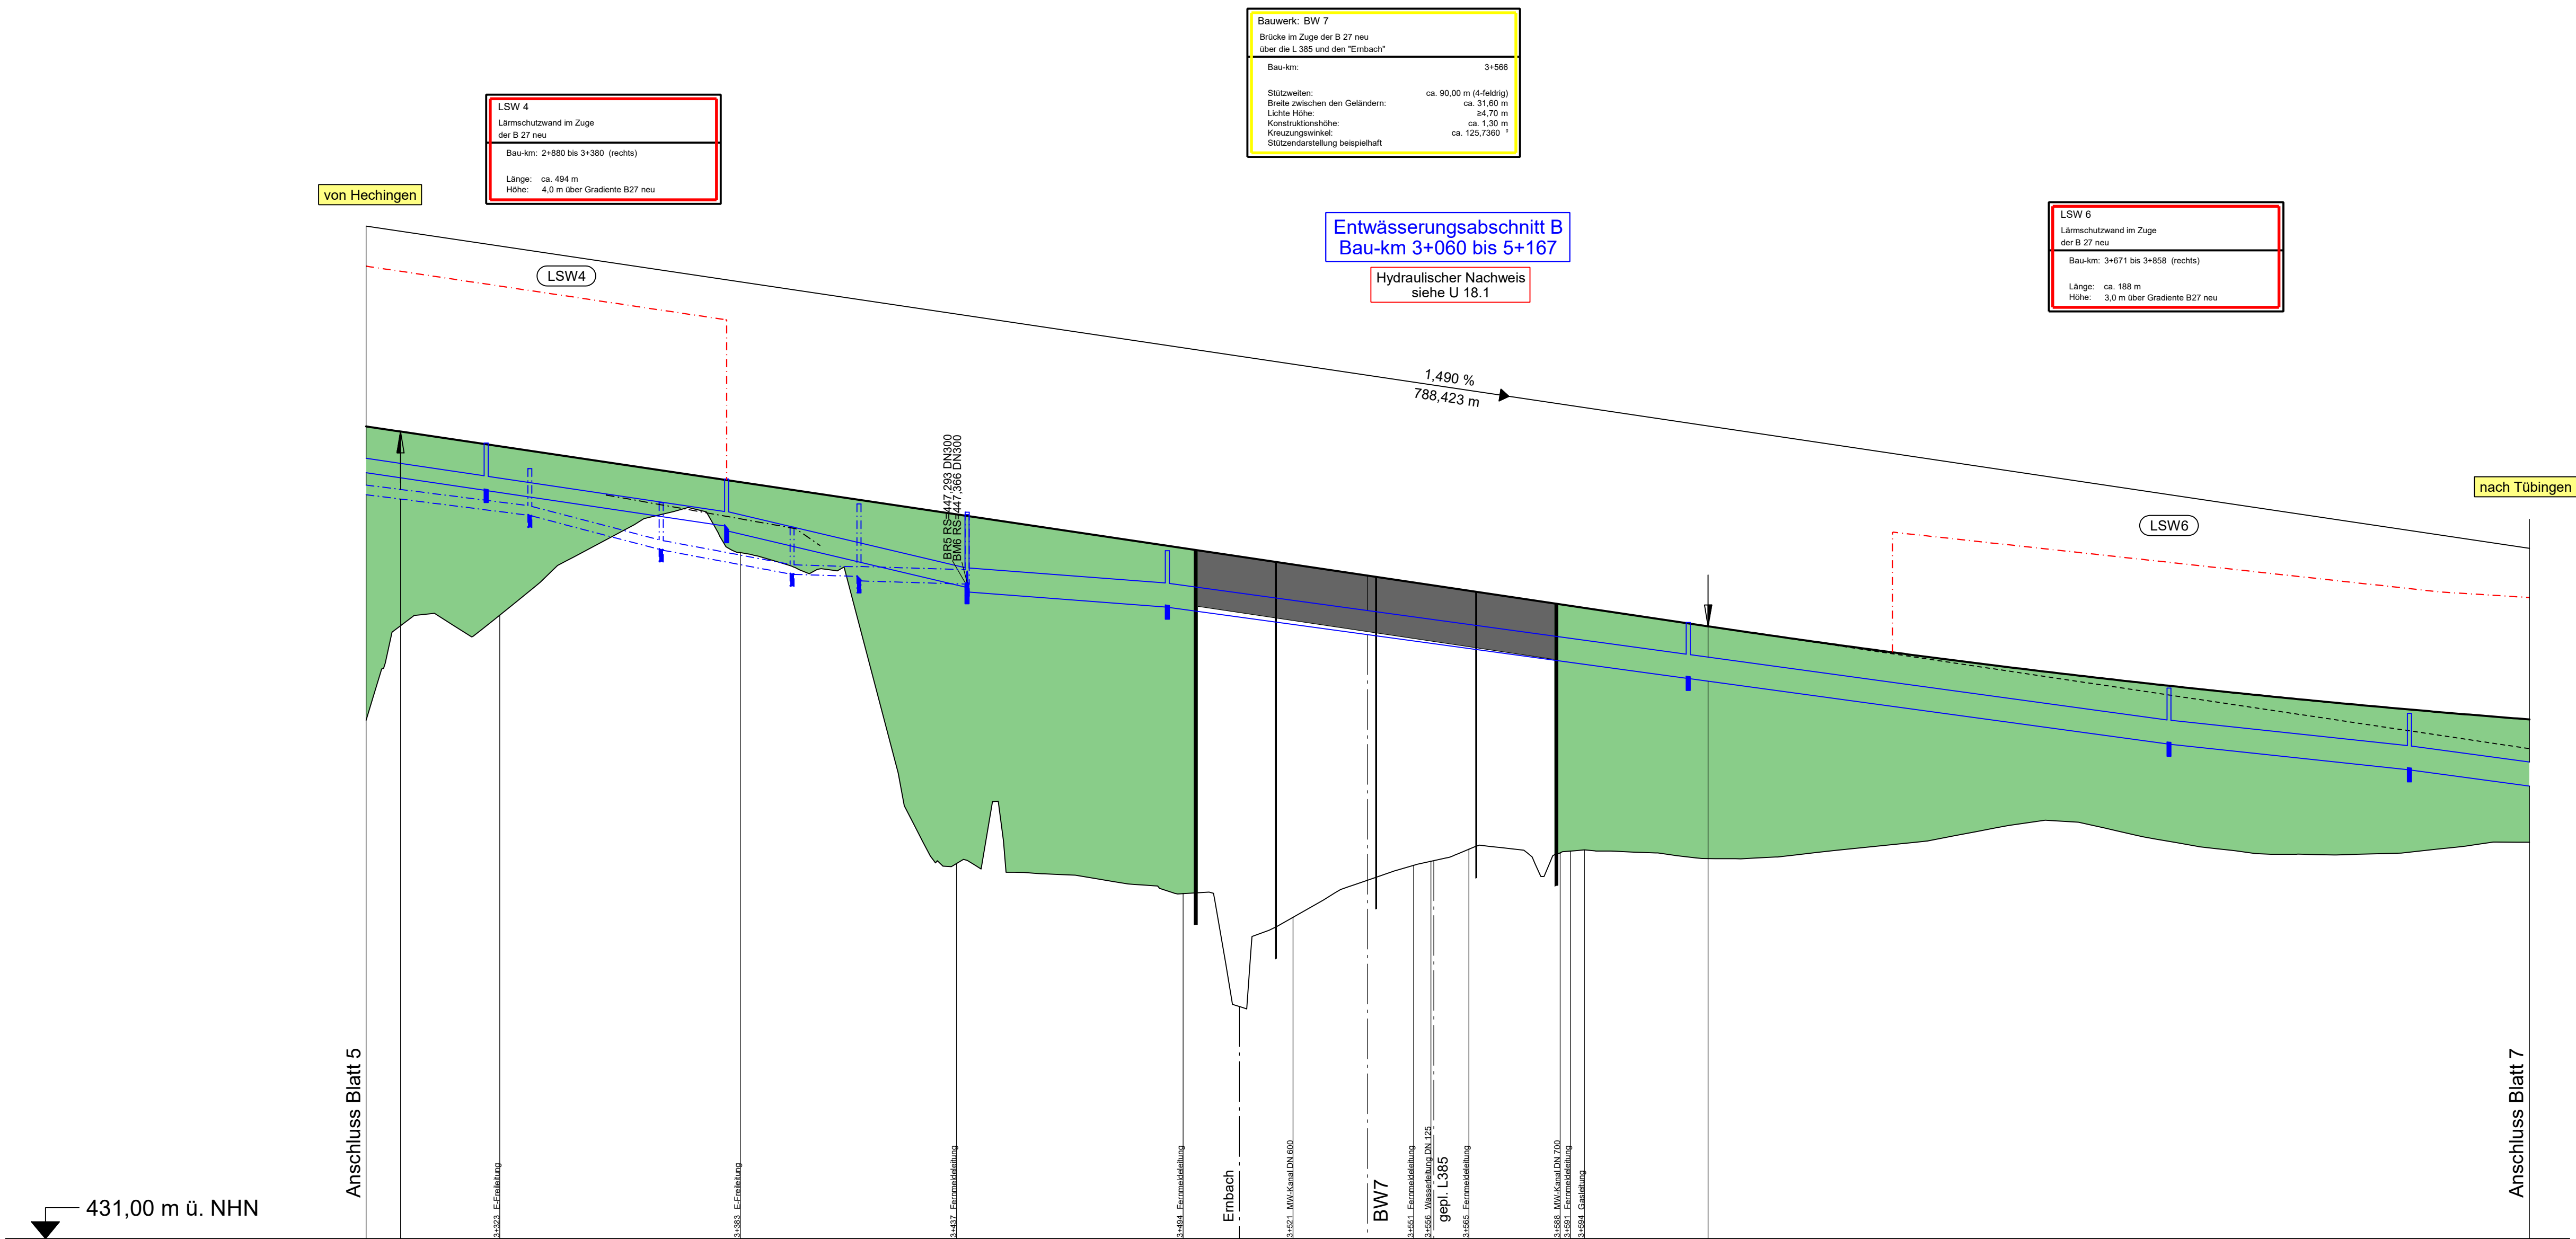 Bauwerk: BW 7
Brücke im Zuge der B 27 neu
über die L 385 und den "Ernbach"
Bau-km: 3+566
Stützweiten: ca. 90,00 m (4-feldrig)
Breite zwischen den Geländern: ca. 31,60 m
Lichte Höhe: ≥4,70 m
Konstruktionshöhe: ca. 1,30 m
Kreuzungswinkel: ca. 125,7360 g
Stützendarstellung beispielhaft
LSW 4
Lärmschutzwand im Zuge
der B 27 neu
Bau-km: 2+880 bis 3+380 (rechts)
Länge: ca. 494 m
Höhe: 4,0 m über Gradiente B27 neu
von Hechingen
Entwässerungsabschnitt B
Bau-km 3+060 bis 5+167
Hydraulischer Nachweis
siehe U 18.1
LSW 6
Lärmschutzwand im Zuge
der B 27 neu
Bau-km: 3+671 bis 3+858 (rechts)
Länge: ca. 188 m
Höhe: 3,0 m über Gradiente B27 neu
LSW4
1,490 %
788,423 m
BR5 RS=447,293 DN300
BM6 RS=447,366 DN300
nach Tübingen
LSW6
Anschluss Blatt 5
3+323 E-Freileitung
3+383 E-Freileitung
3+437 Fernmeldeleitung
3+494 Fernmeldeleitung
Ernbach
3+521 MW-Kanal DN 600
BW7
3+551 Fernmeldeleitung
3+556 Wasserleitung DN 125
gepl. L385
3+565 Fernmeldeleitung
3+588 MW-Kanal DN 700
3+591 Fernmeldeleitung
3+594 Gasleitung
Anschluss Blatt 7
431,00 m ü. NHN